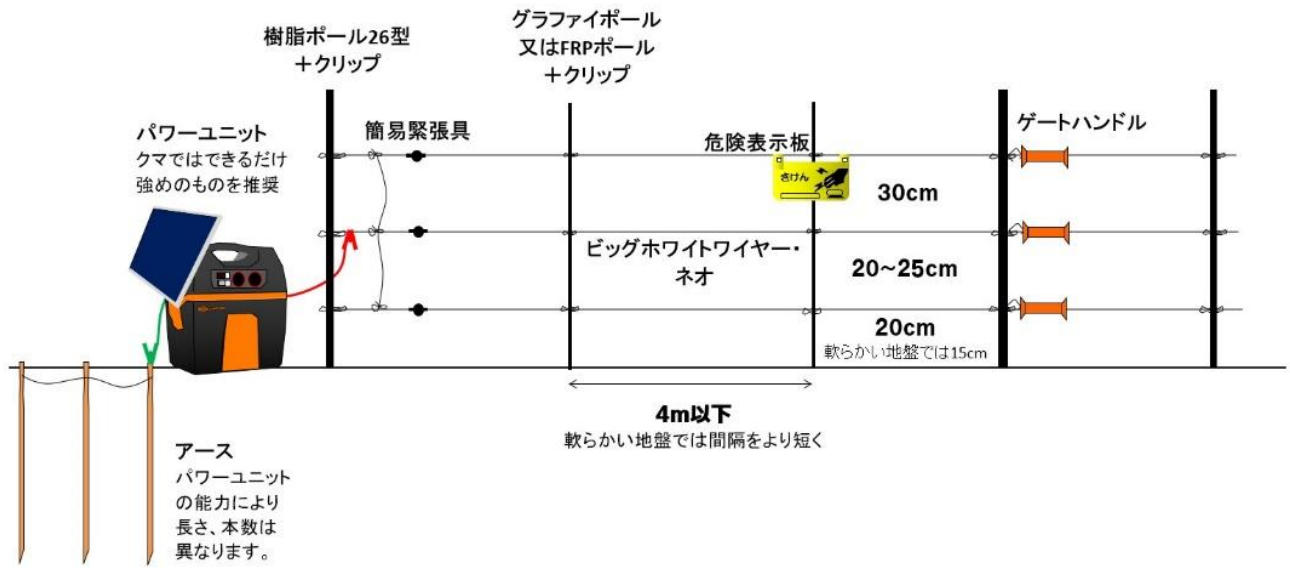 樹脂ポール26型
＋クリップ
グラファイポール
又はFRPポール
＋クリップ
パワーユニット
クマではできるだけ
強めのものを推奨
簡易緊張具
危険表示板
ゲートハンドル
きけん
30cm
ビッグホワイトワイヤー・
ネオ
20~25cm
20cm
軟らかい地盤では15cm
4m以下
軟らかい地盤では間隔をより短く
アース
パワーユニット
の能力により
長さ、本数は
異なります。